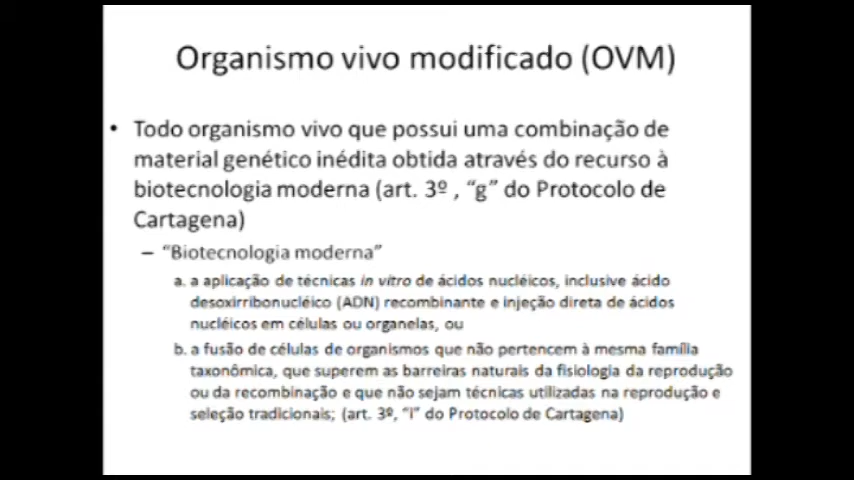 Organismo vivo modificado (OVM)
• Todo organismo vivo que possui uma combinação de
material genético inédita obtida através do recurso à
biotecnologia moderna (art. 3º , “g” do Protocolo de
Cartagena)
– “Biotecnologia moderna”
a. a aplicação de técnicas in vitro de ácidos nucléicos, inclusive ácido
desoxirribonucléico (ADN) recombinante e injeção direta de ácidos
nucléicos em células ou organelas, ou
b. a fusão de células de organismos que não pertencem à mesma família
taxonômica, que superem as barreiras naturais da fisiologia da reprodução
ou da recombinação e que não sejam técnicas utilizadas na reprodução e
seleção tradicionais; (art. 3º, “i” do Protocolo de Cartagena)